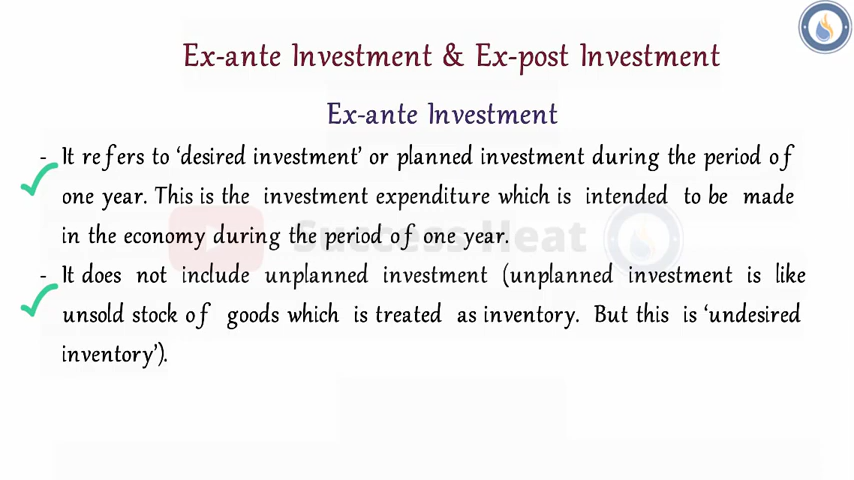 Ex-ante Investment & Ex-post Investment
Ex-ante Investment
- It refers to ‘desired investment’ or planned investment during the period of
one year. This is the investment expenditure which is intended to be made
in the economy during the period of one year.
Success Heat
- It does not include unplanned investment (unplanned investment is like
unsold stock of goods which is treated as inventory. But this is ‘undesired
inventory’).